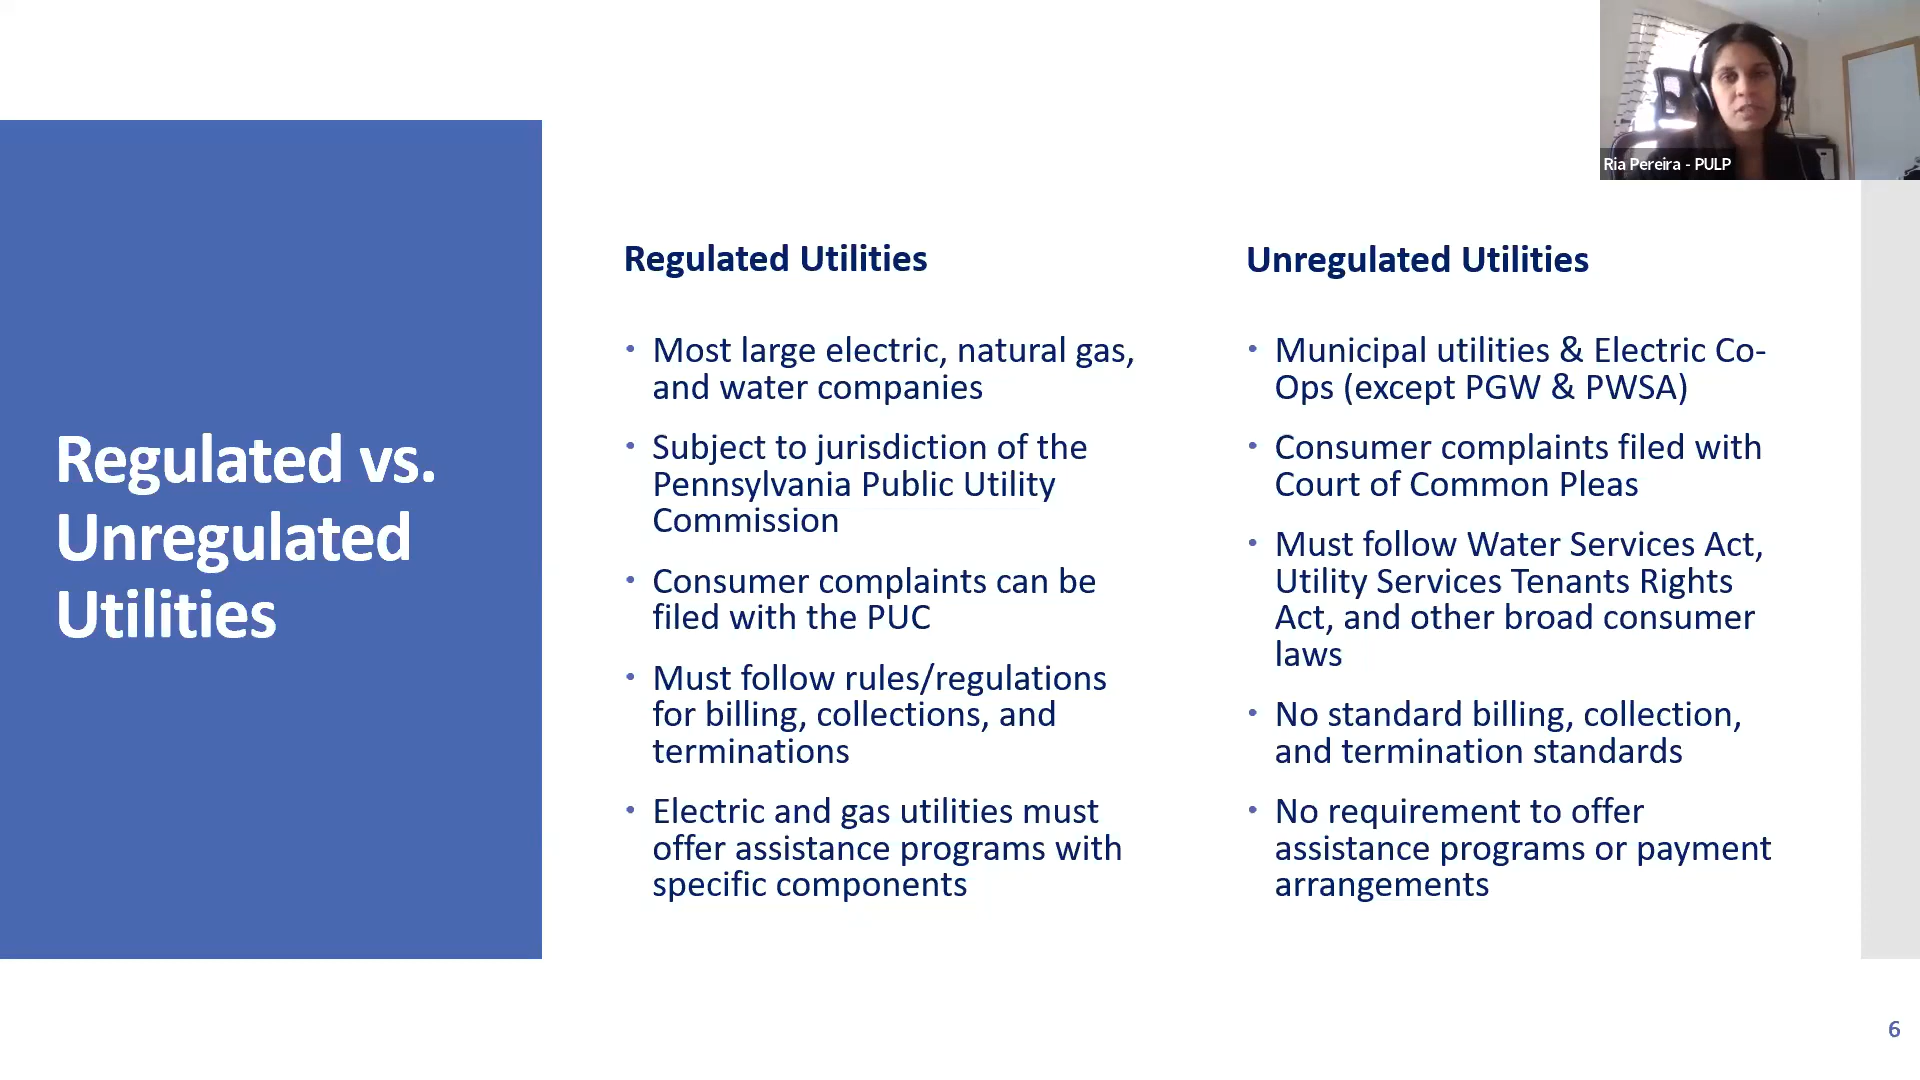 Ria Pereira - PULP
Regulated vs.
Unregulated
Utilities
Regulated Utilities
• Most large electric, natural gas,
and water companies
• Subject to jurisdiction of the
Pennsylvania Public Utility
Commission
• Consumer complaints can be
filed with the PUC
• Must follow rules/regulations
for billing, collections, and
terminations
• Electric and gas utilities must
offer assistance programs with
specific components
Unregulated Utilities
• Municipal utilities & Electric Co-
Ops (except PGW & PWSA)
• Consumer complaints filed with
Court of Common Pleas
• Must follow Water Services Act,
Utility Services Tenants Rights
Act, and other broad consumer
laws
• No standard billing, collection,
and termination standards
• No requirement to offer
assistance programs or payment
arrangements
6